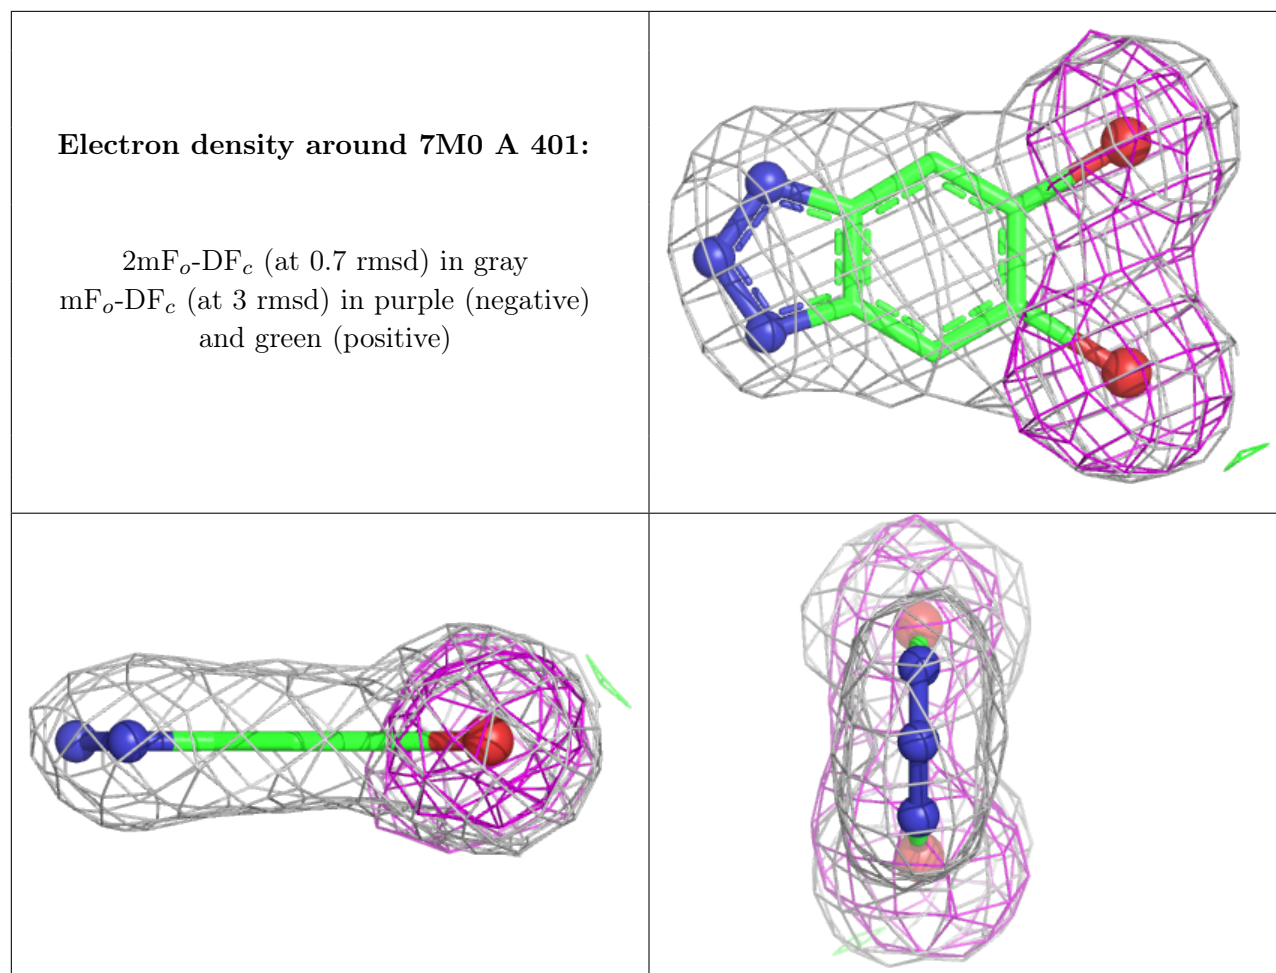 Electron density around 7M0 A 401:
2mFo-DFc (at 0.7 rmsd) in gray
mFo-DFc (at 3 rmsd) in purple (negative)
and green (positive)